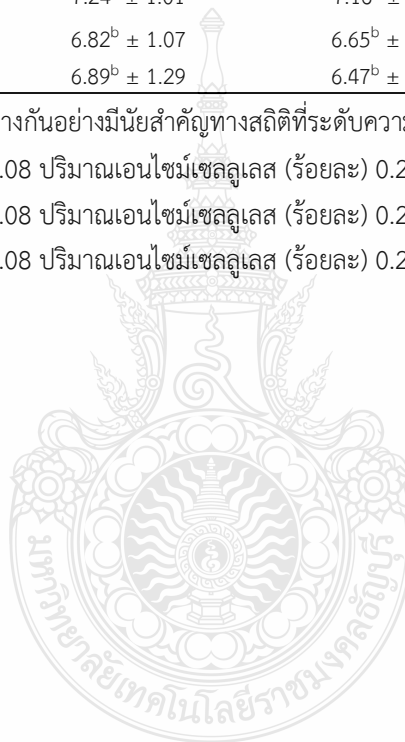 6.82ᵇ ± 1.07 6.65ᵇ ±
6.89ᵇ ± 1.29 6.47ᵇ ±
างกันอย่างมีนัยสำคัญทางสถิติที่ระดับความ
.08 ปริมาณเอนไซม์เซลลูเลส (ร้อยละ) 0.2
.08 ปริมาณเอนไซม์เซลลูเลส (ร้อยละ) 0.2
.08 ปริมาณเอนไซม์เซลลูเลส (ร้อยละ) 0.2
มหาวิทยาลัยเทคโนโลยีราชมงคลธัญบุรี